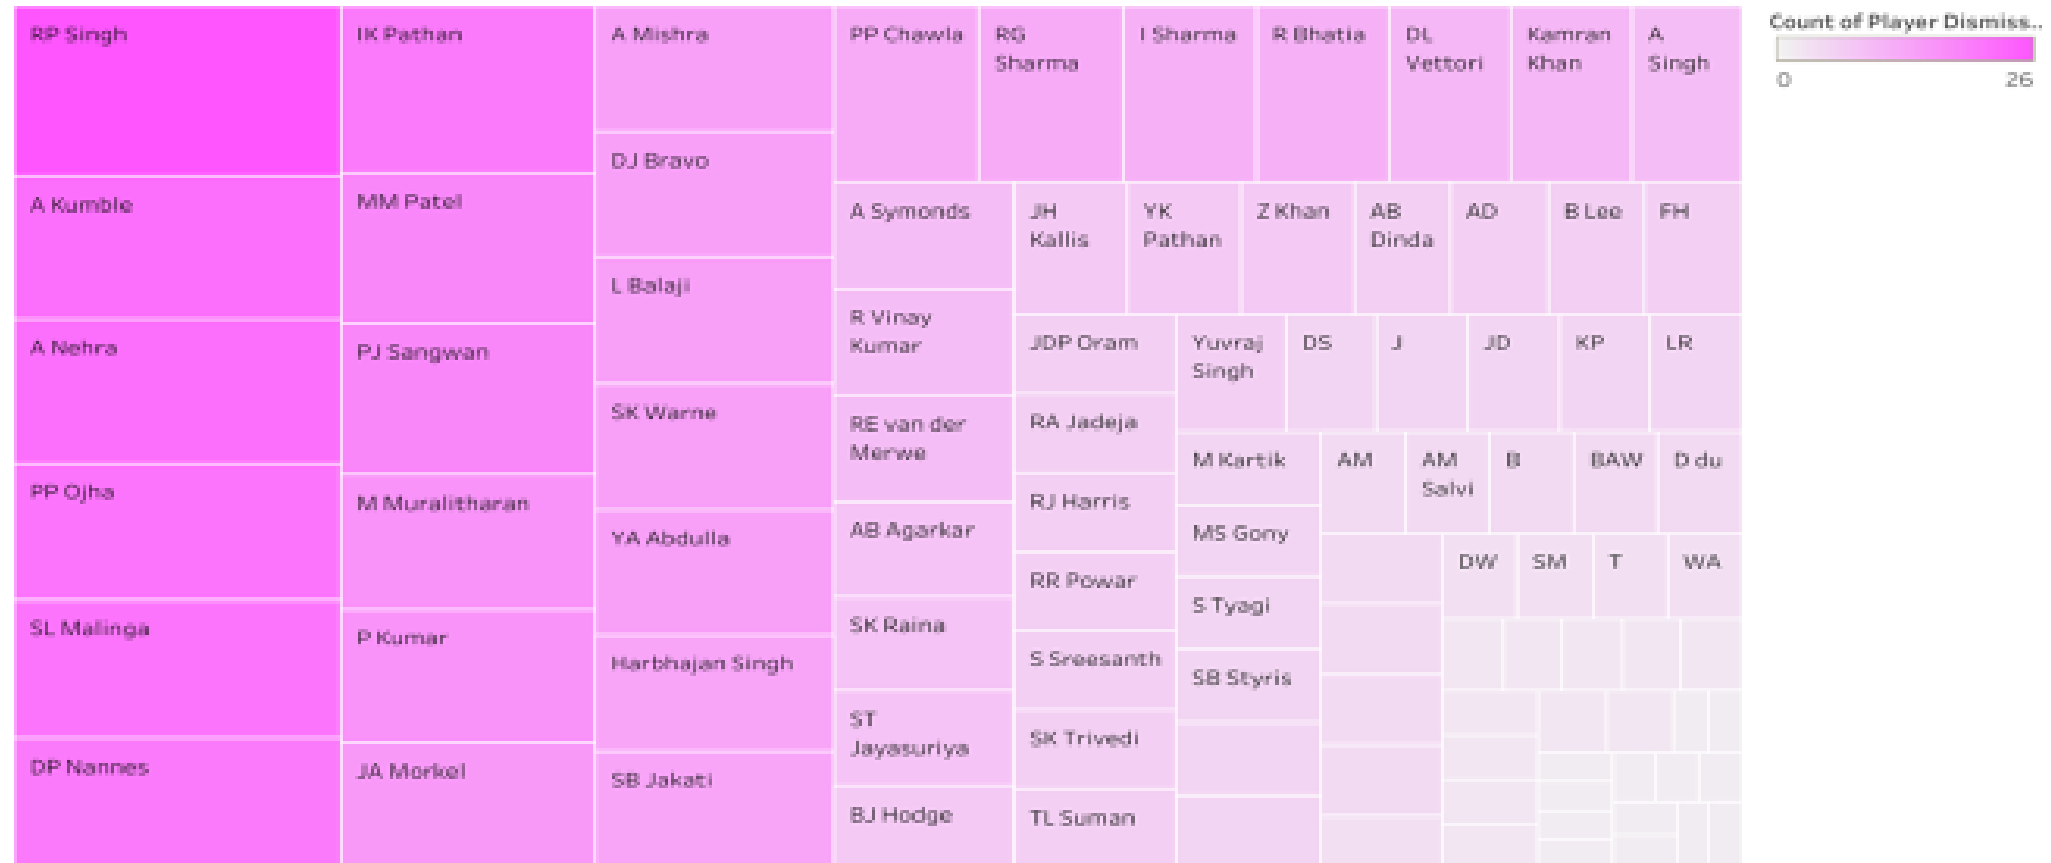 RP Singh
A Kumble
A Nehra
PP Ojha
SL Malinga
DP Nannes
IK Pathan
MM Patel
PJ Sangwan
M Muralitharan
P Kumar
JA Morkel
A Mishra
DJ Bravo
L Balaji
SK Warne
YA Abdulla
Harbhajan Singh
SB Jakati
PP Chawla
RG
Sharma
I Sharma
R Bhatia
DL
Vettori
Kamran
Khan
A
Singh
A Symonds
R Vinay
Kumar
RE van der
Merwe
AB Agarkar
SK Raina
ST
Jayasuriya
BJ Hodge
JH
Kallis
YK
Pathan
Z Khan
AB
Dinda
AD
B Lee
FH
JDP Oram
RA Jadeja
RJ Harris
RR Powar
S Sreesanth
SK Trivedi
TL Suman
Yuvraj
Singh
DS
J
JD
KP
LR
M Kartik
MS Gony
S Tyagi
SB Styris
AM
AM
Salvi
B
BAW
D du
DW
SM
T
WA
Count of Player Dismiss..
0
26